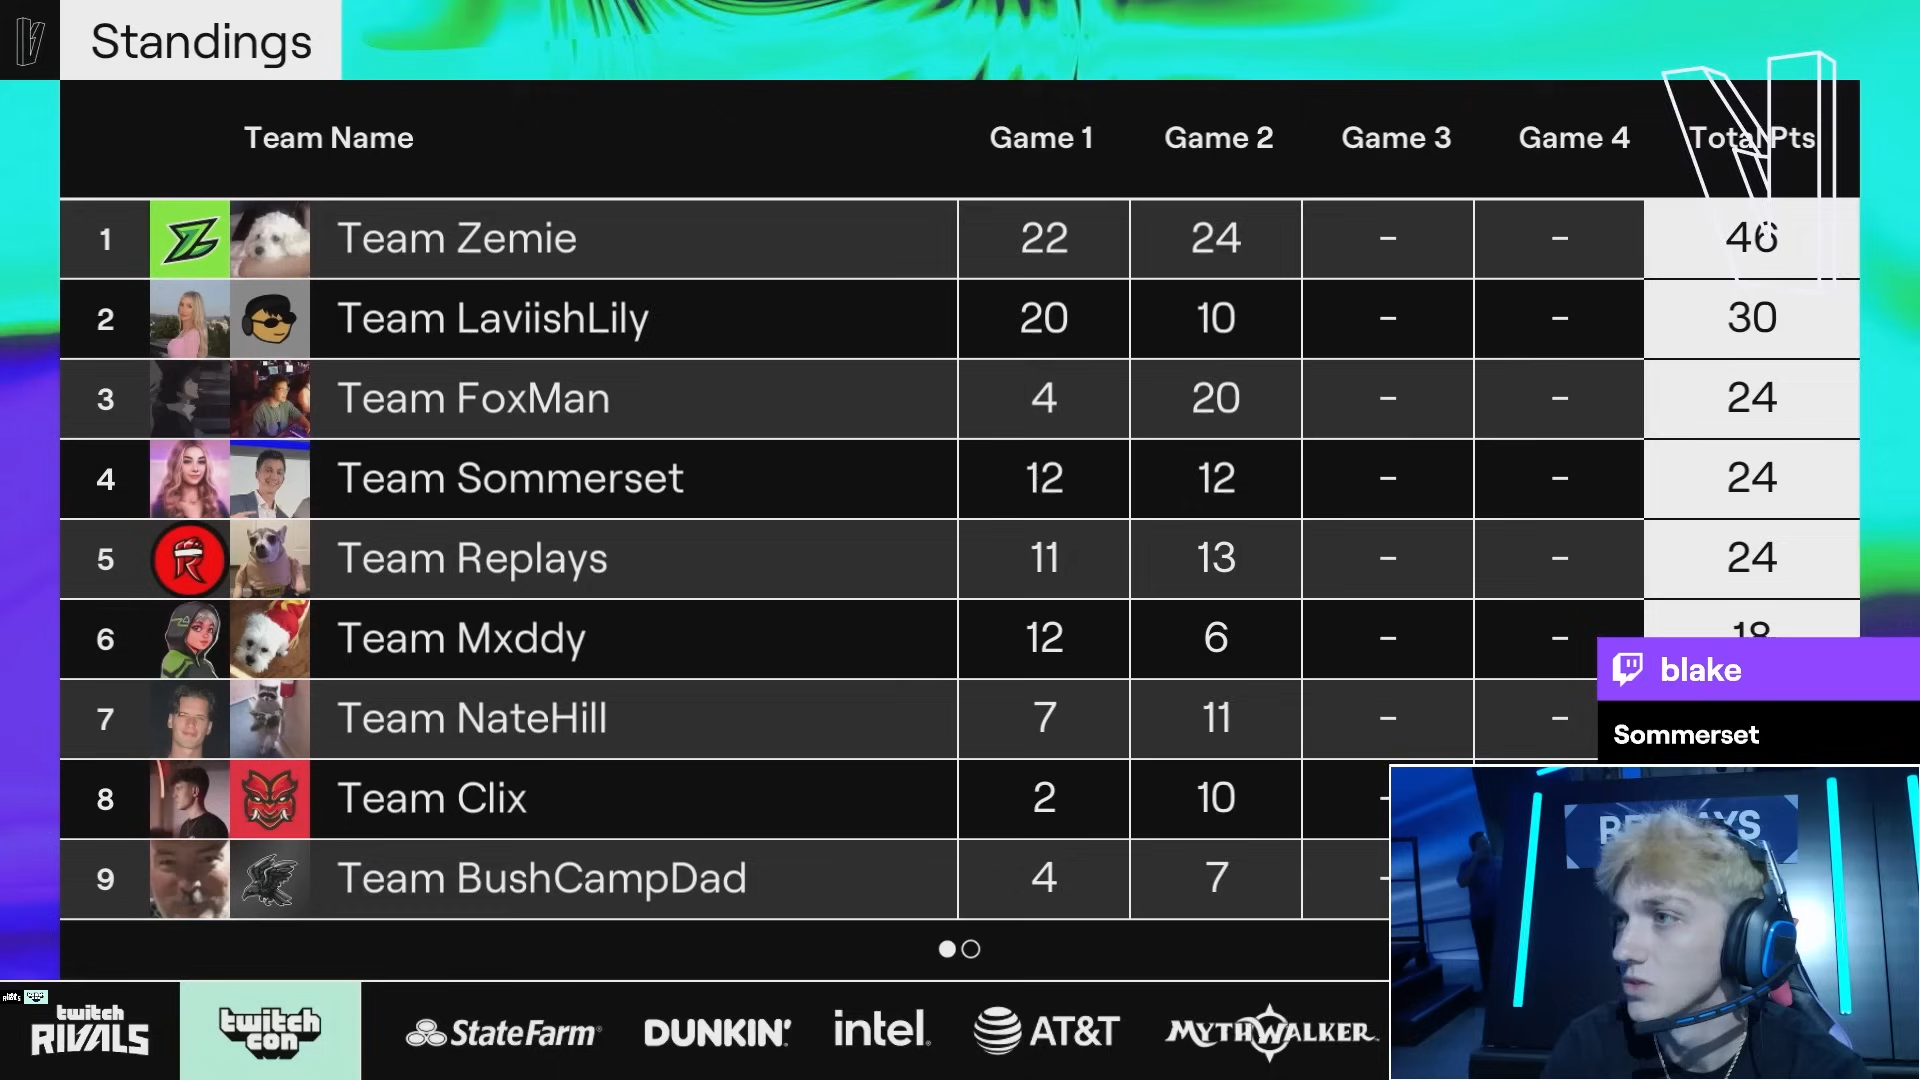 Standings
Team Name Game 1 Game 2 Game 3 Game 4 Total Pts
1 Team Zemie 22 24 – – 46
2 Team LaviishLily 20 10 – – 30
3 Team FoxMan 4 20 – – 24
4 Team Sommerset 12 12 – – 24
5 Team Replays 11 13 – – 24
6 Team Mxddy 12 6 – – 18
7 Team NateHill 7 11 – –
8 Team Clix 2 10 –
9 Team BushCampDad 4 7 –
blake
Sommerset
twitch
RIVALS
twitch
con
State Farm
DUNKIN'
intel.
AT&T
MYTHWALKER